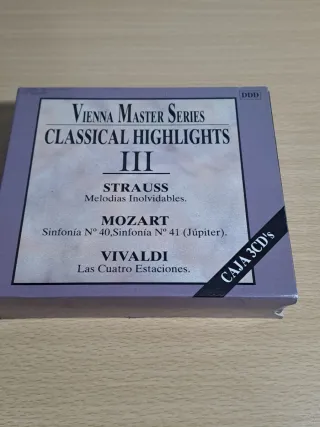 DDD
VIENNA MASTER SERIES
CLASSICAL HIGHLIGHTS
III
STRAUSS
Melodías Inolvidables.
MOZART
Sinfonía Nº 40,Sinfonía Nº 41 (Júpiter).
VIVALDI
Las Cuatro Estaciones.
CAJA 3CD's